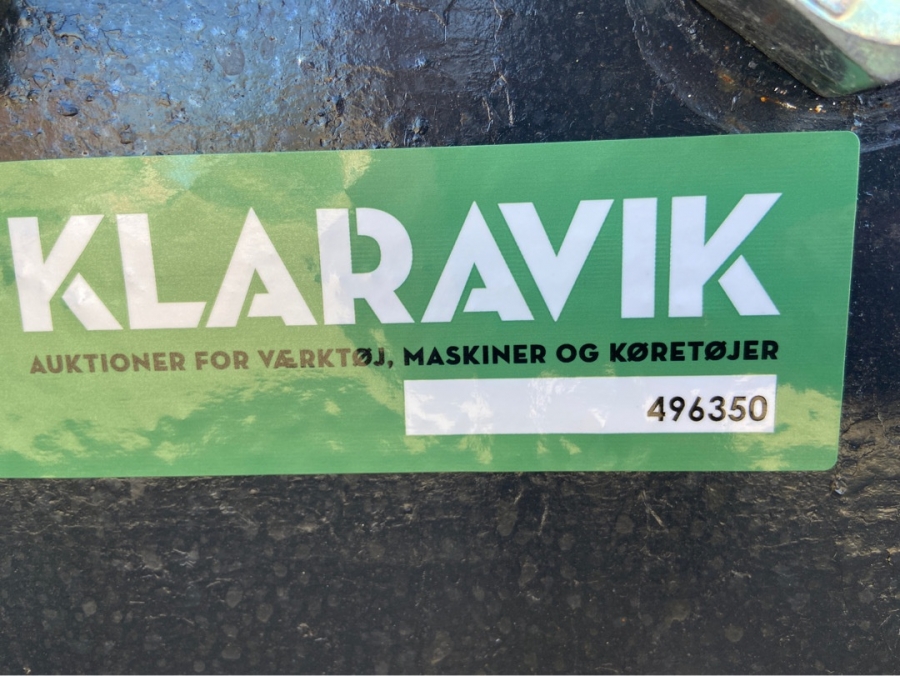 KLARAVIK
AUKTIONER FOR VÆRKTØJ, MASKINER OG KØRETØJER
496350